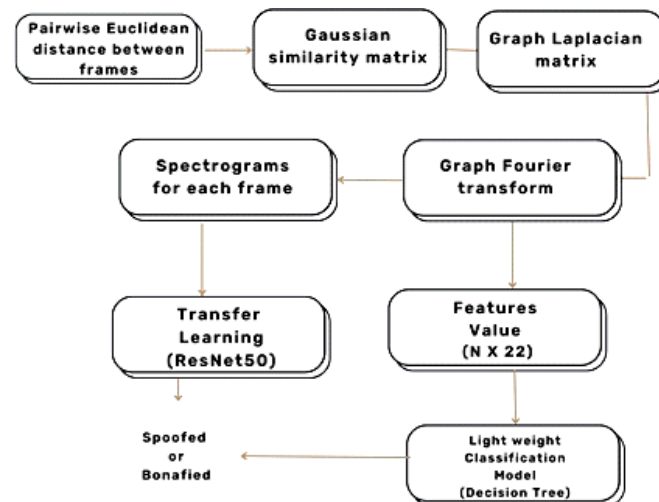 Pairwise Euclidean
distance between
frames
Gaussian
similarity matrix
Graph Laplacian
matrix
Spectrograms
for each frame
Graph Fourier
transform
Transfer
Learning
(ResNet50)
Features
Value
(N X 22)
Spoofed
or
Bonafied
Light weight
Classification
Model
(Decision Tree)